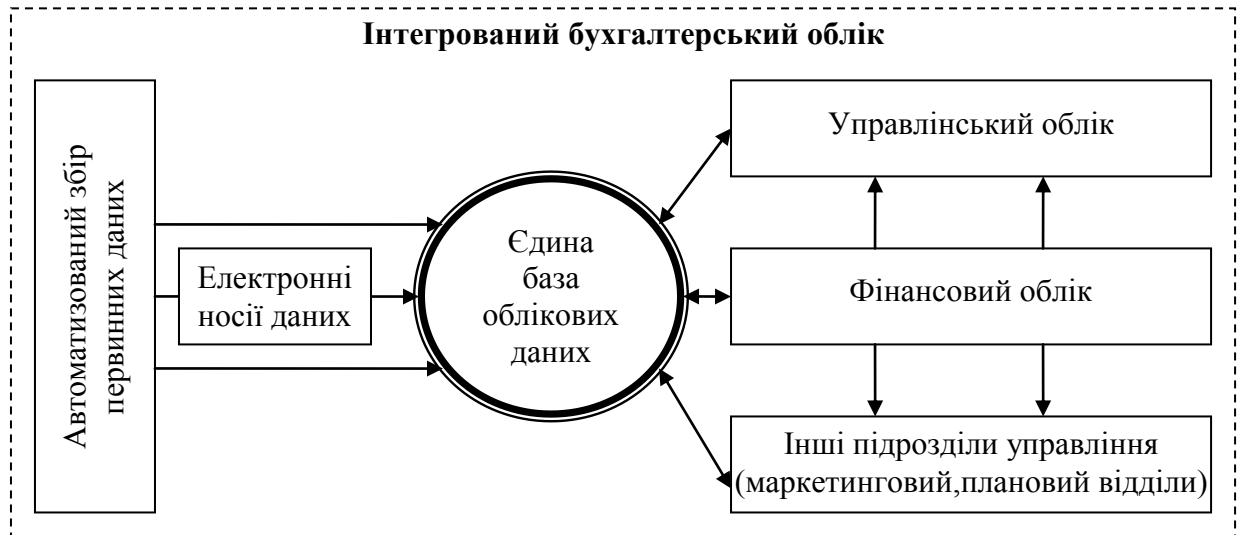 Інтегрований бухгалтерський облік
Автоматизований збір
первинних даних
Електронні
носії даних
Єдина
база
облікових
даних
Управлінський облік
Фінансовий облік
Інші підрозділи управління
(маркетинговий,плановий відділи)